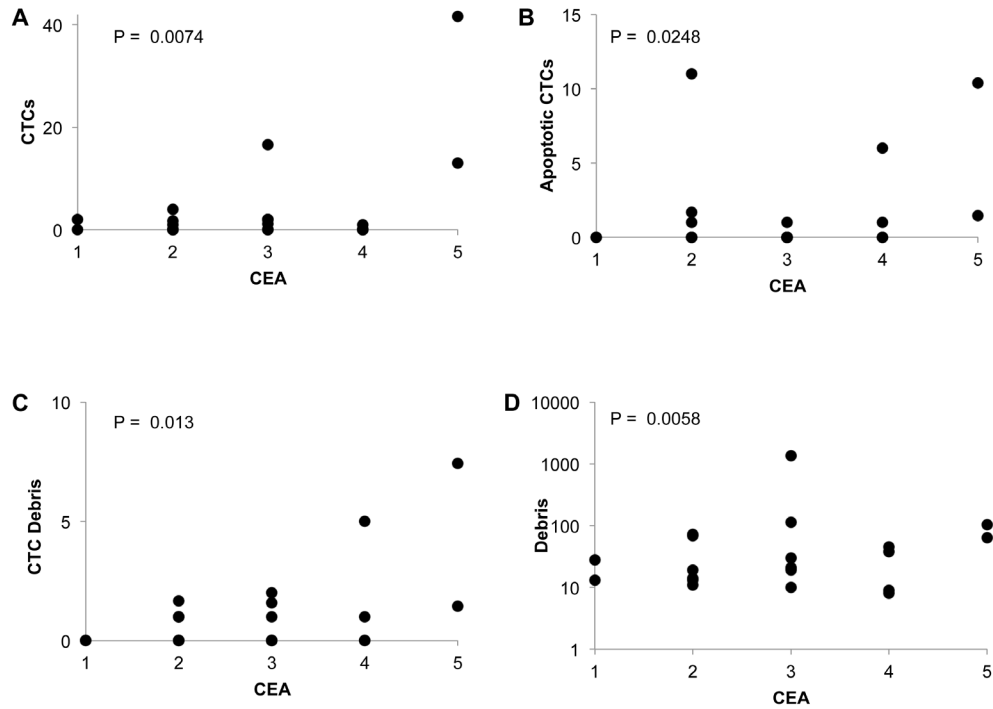 A
P = 0.0074
40
20
0
CTCs
1 2 3 4 5
CEA
B
P = 0.0248
15
10
5
0
Apoptotic CTCs
1 2 3 4 5
CEA
C
P = 0.013
10
5
0
CTC Debris
1 2 3 4 5
CEA
D
P = 0.0058
10000
1000
100
10
1
Debris
1 2 3 4 5
CEA